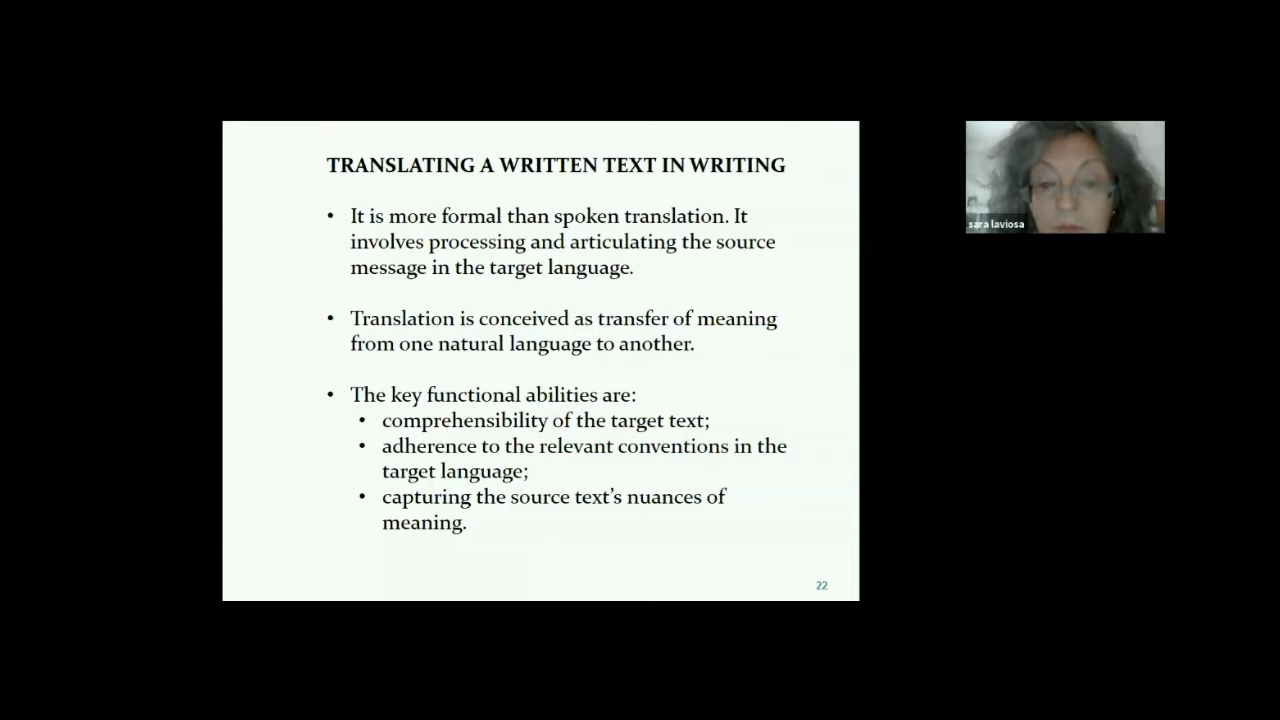 TRANSLATING A WRITTEN TEXT IN WRITING
• It is more formal than spoken translation. It
involves processing and articulating the source
message in the target language.
• Translation is conceived as transfer of meaning
from one natural language to another.
• The key functional abilities are:
• comprehensibility of the target text;
• adherence to the relevant conventions in the
target language;
• capturing the source text’s nuances of
meaning.
22
sara laviosa